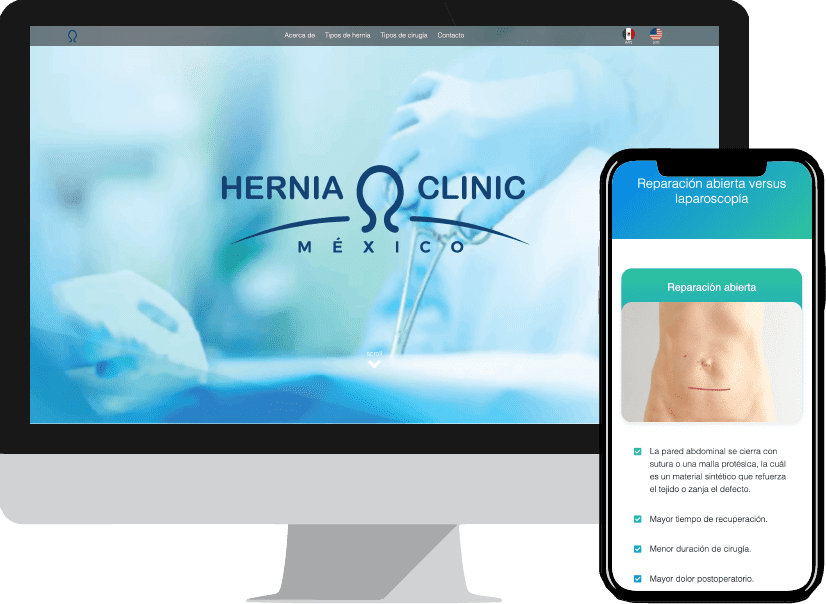 Acerca de Tipos de hernia Tipos de cirugía Contacto
HERNIA CLINIC
MÉXICO
scroll
Reparación abierta versus
laparoscopía
Reparación abierta
La pared abdominal se cierra con
sutura o una malla protésica, la cuál
es un material sintético que refuerza
el tejido o zanja el defecto.
Mayor tiempo de recuperación.
Menor duración de cirugía.
Mayor dolor postoperatorio.